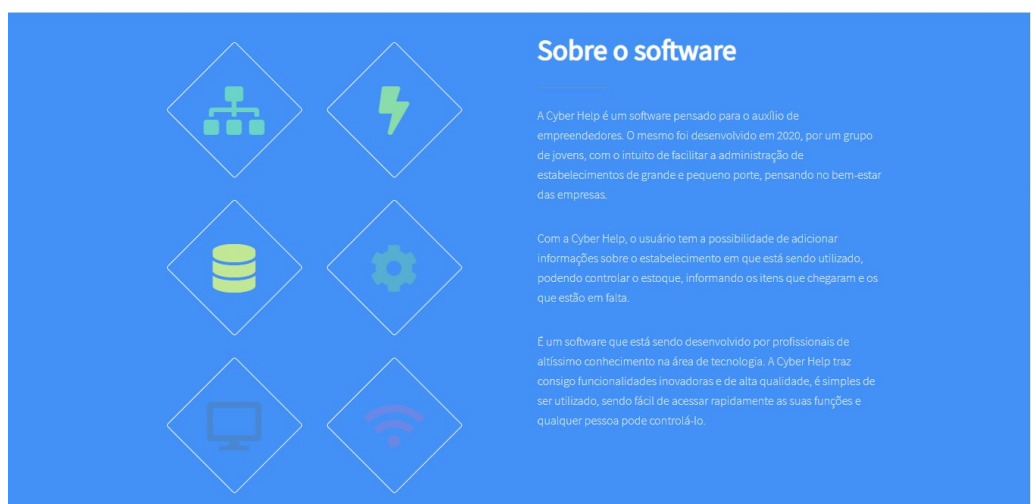 Sobre o software
A Cyber Help é um software pensado para o auxílio de
empreendedores. O mesmo foi desenvolvido em 2020, por um grupo
de jovens, com o intuito de facilitar a administração de
estabelecimentos de grande e pequeno porte, pensando no bem-estar
das empresas.
Com a Cyber Help, o usuário tem a possibilidade de adicionar
informações sobre o estabelecimento em que está sendo utilizado,
podendo controlar o estoque, informando os itens que chegaram e os
que estão em falta.
É um software que está sendo desenvolvido por profissionais de
altíssimo conhecimento na área de tecnologia. A Cyber Help traz
consigo funcionalidades inovadoras e de alta qualidade, é simples de
ser utilizado, sendo fácil de acessar rapidamente as suas funções e
qualquer pessoa pode controlá-lo.